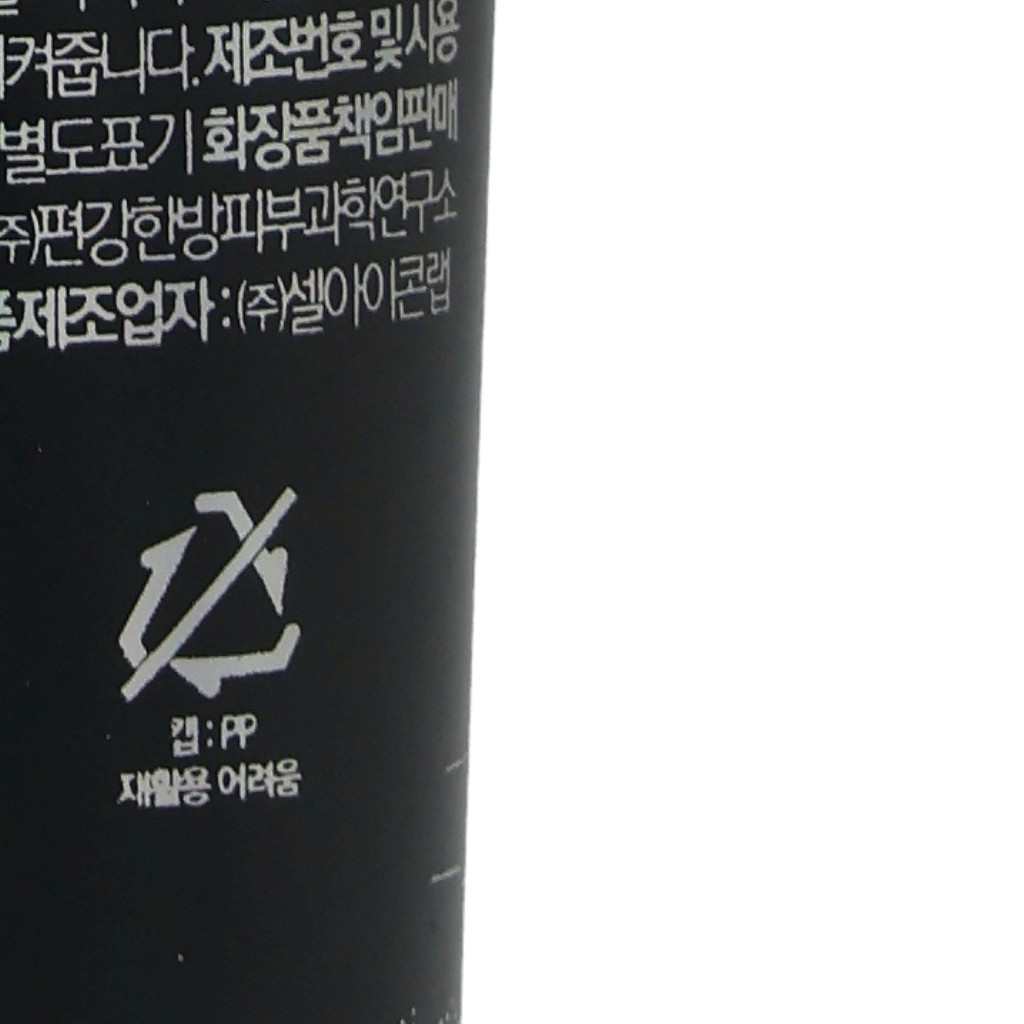 켜줍니다. 제조번호 및 사용
별도표기 화장품책임판매
주)편강한방피부과학연구소
제조업자 : (주)셀아이콘랩
캡 : PP
재활용 어려움